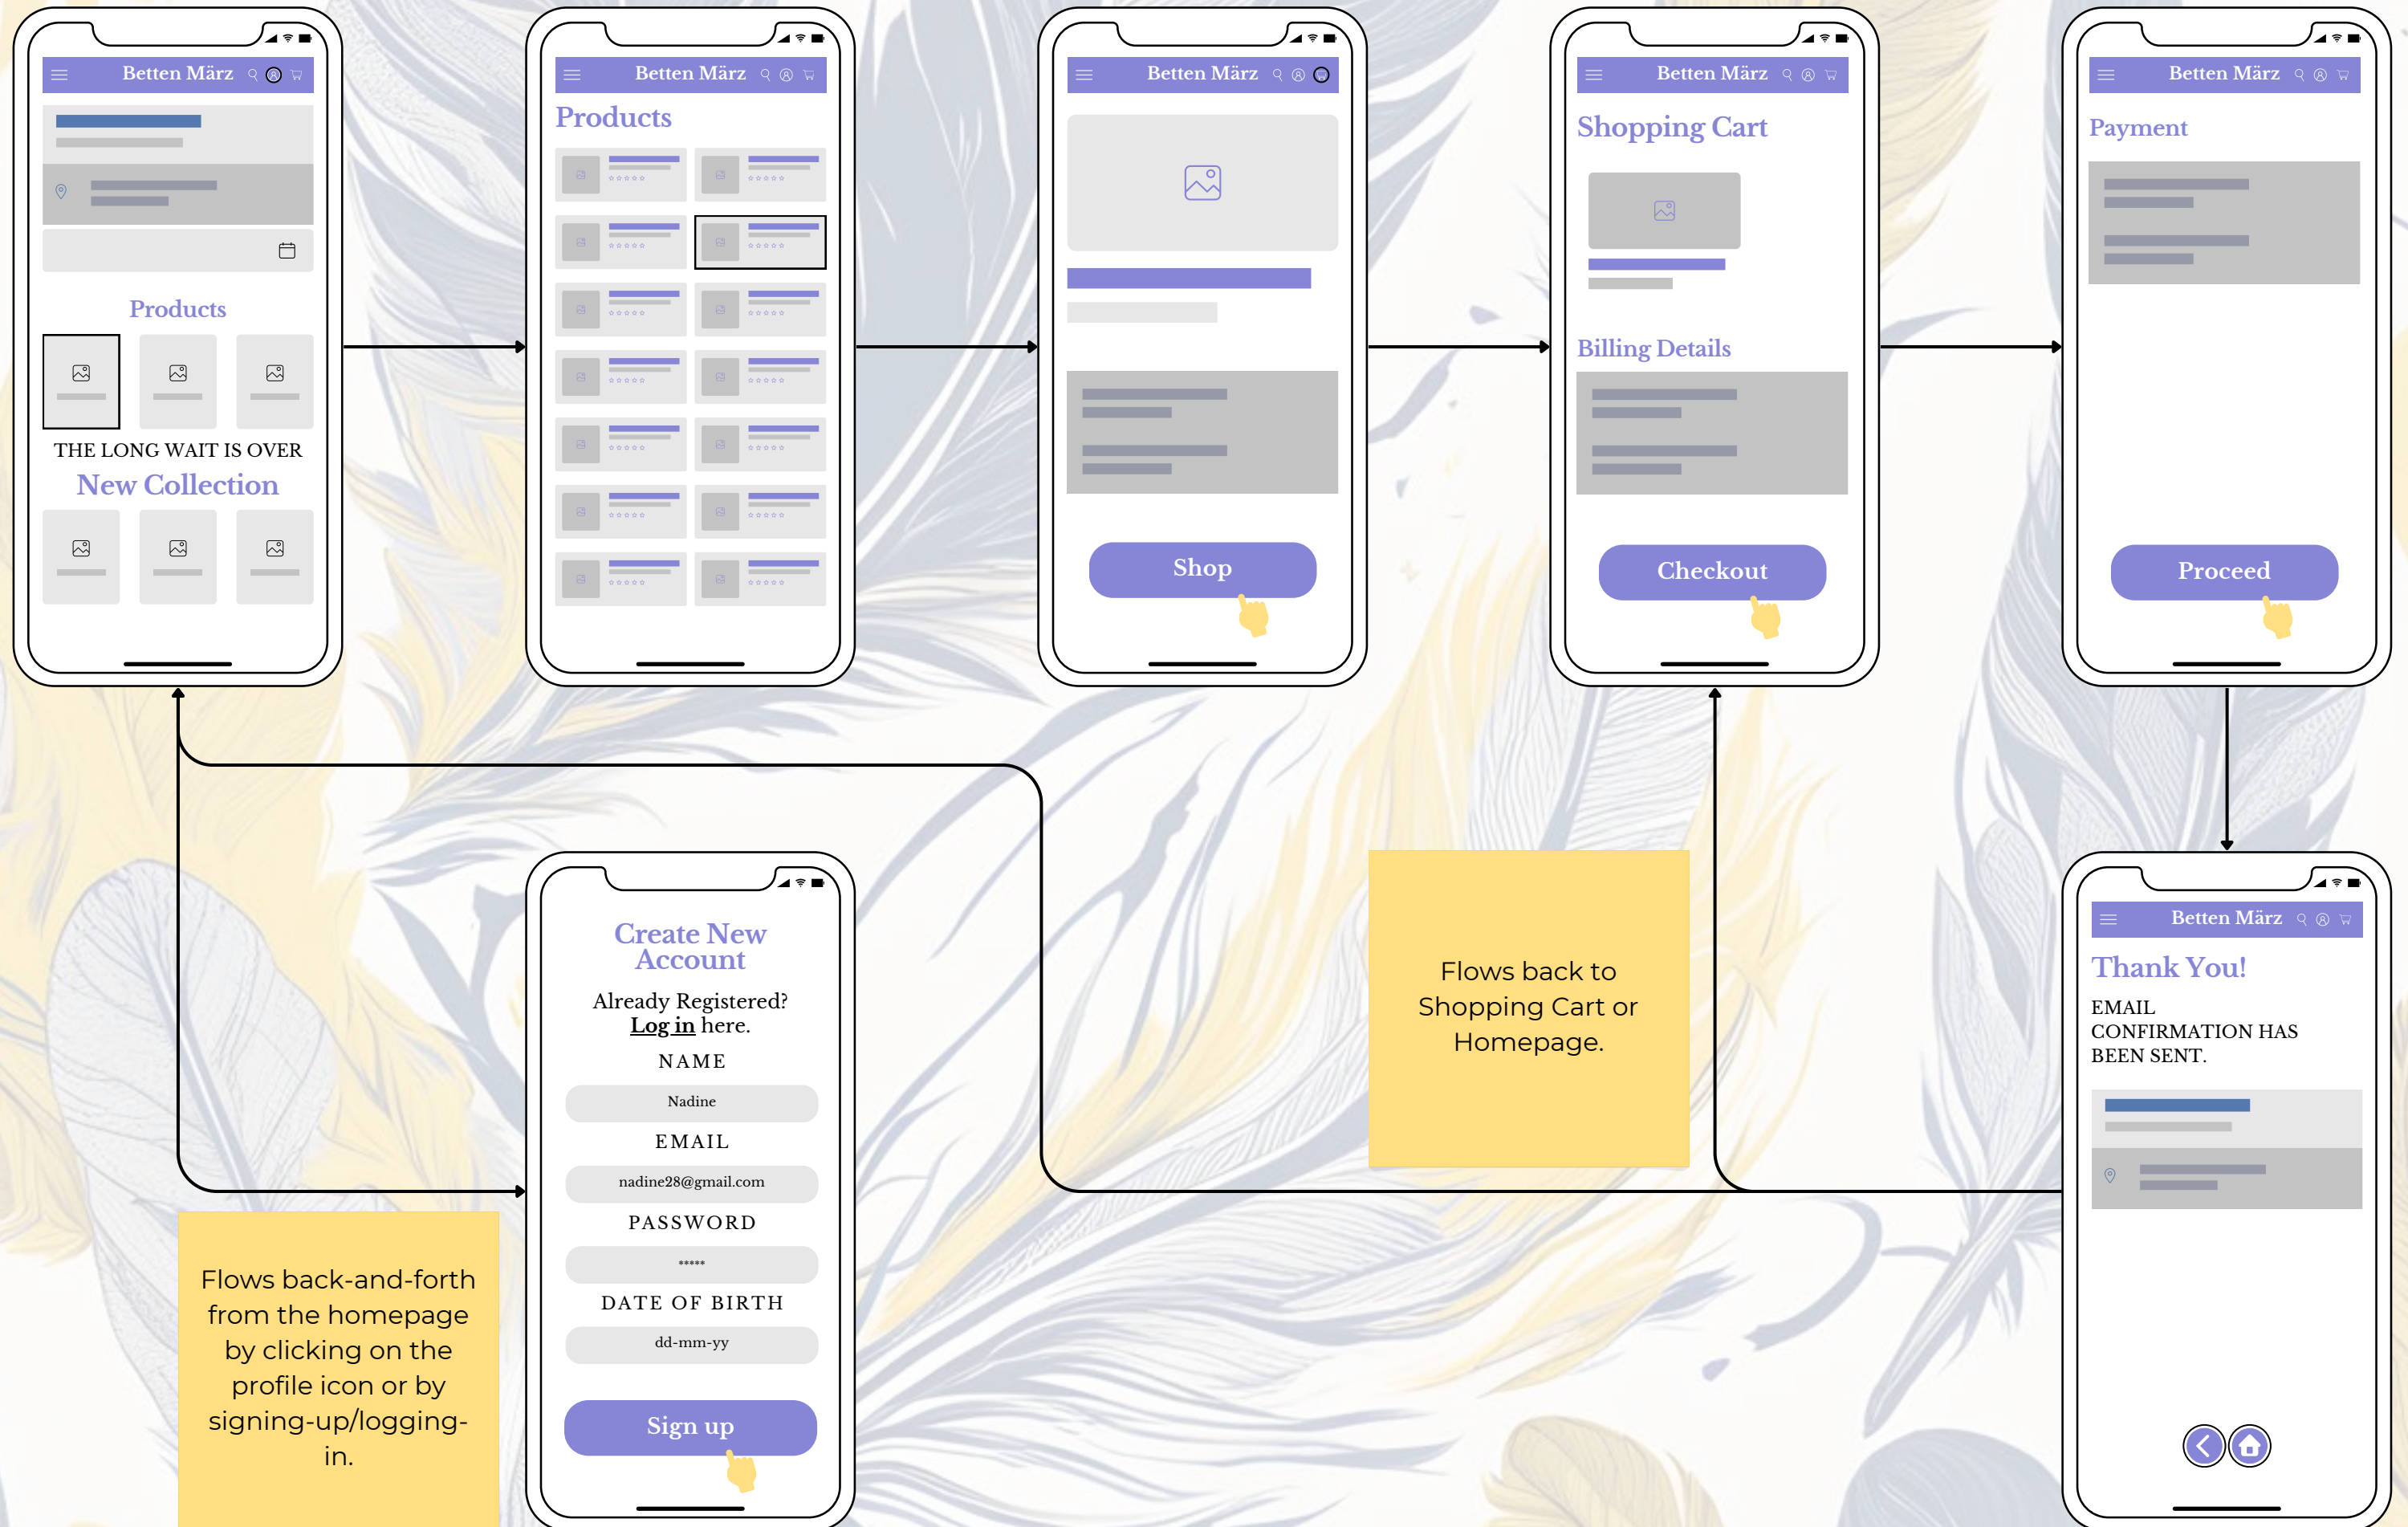 Betten März
Products
THE LONG WAIT IS OVER
New Collection
Betten März
Products
Betten März
Shop
Betten März
Shopping Cart
Billing Details
Checkout
Betten März
Payment
Proceed
Create New
Account
Already Registered?
Log in here.
NAME
Nadine
EMAIL
nadine28@gmail.com
PASSWORD
*****
DATE OF BIRTH
dd-mm-yy
Sign up
Flows back-and-forth
from the homepage
by clicking on the
profile icon or by
signing-up/logging-
in.
Flows back to
Shopping Cart or
Homepage.
Betten März
Thank You!
EMAIL
CONFIRMATION HAS
BEEN SENT.